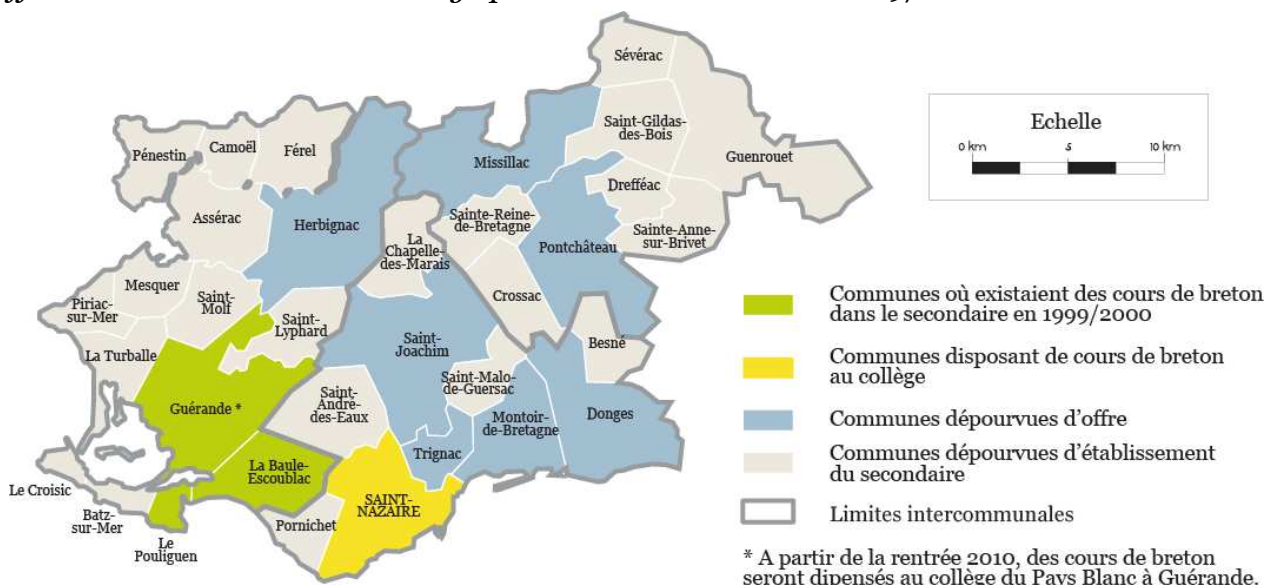 Sévérac
Saint-Gildas-
des-Bois
Guenrouet
Pénestin
Camoël
Férel
Missillac
Drefféac
Assérac
Herbignac
Sainte-Reine-
de-Bretagne
Sainte-Anne-
sur-Brivet
La
Chapelle-
des-Marais
Pontchâteau
Mesquer
Crossac
Piriac-
sur-Mer
Saint-
Molf
Saint-
Lyphard
La Turballe
Saint-
Joachim
Besné
Saint-Malo-
de-Guersac
Guérande *
Saint-
André-
des-Eaux
Montoir-
de-Bretagne
Donges
Trignac
La Baule-
Escoublac
Le Croisic
SAINT-
NAZAIRE
Batz-
sur-Mer
Pornichet
Le
Pouliguen
Echelle
0 km
5
10 km
Communes où existaient des cours de breton
dans le secondaire en 1999/2000
Communes disposant de cours de breton
au collège
Communes dépourvues d'offre
Communes dépourvues d'établissement
du secondaire
Limites intercommunales
* A partir de la rentrée 2010, des cours de breton
seront dipensés au collège du Pays Blanc à Guérande.